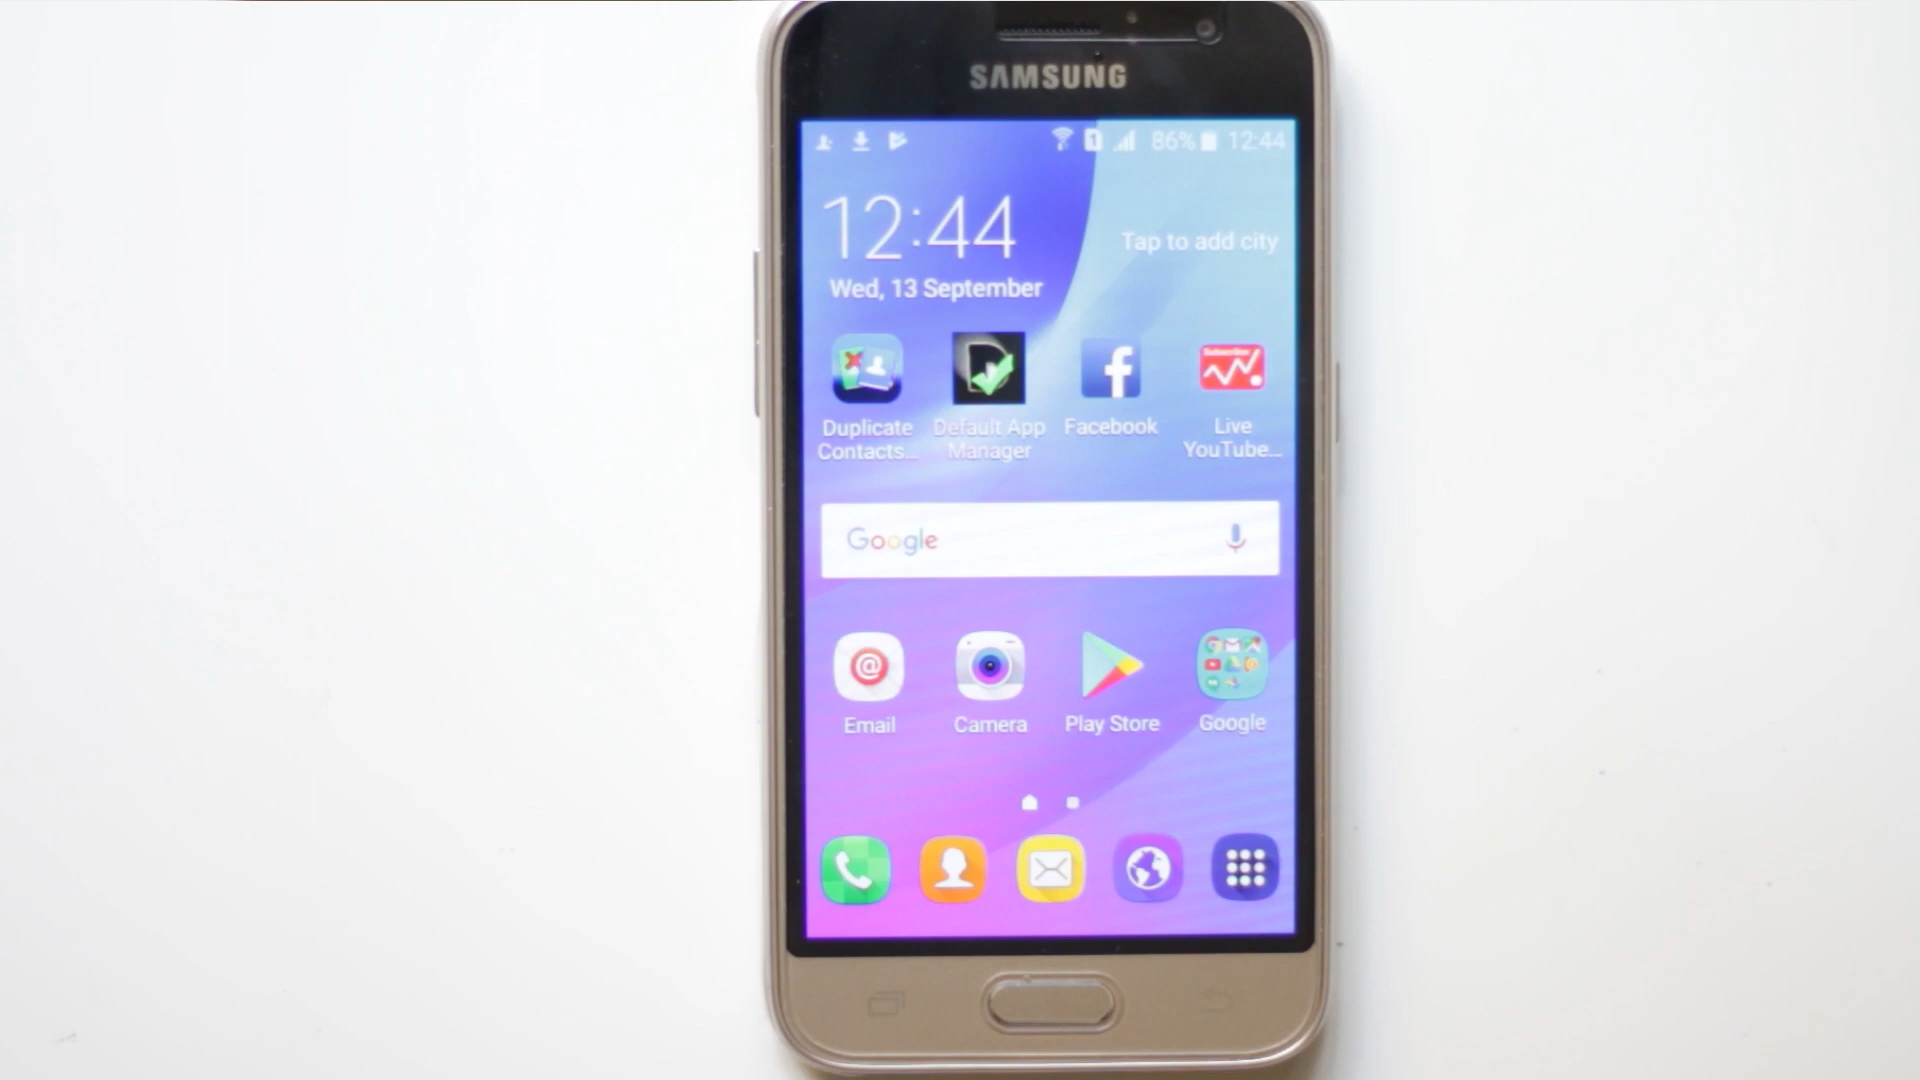 SAMSUNG
1 86% 12:44
12:44
Tap to add city
Wed, 13 September
Duplicate Contacts...
Default App Manager
Facebook
Live YouTube...
Google
Email
Camera
Play Store
Google